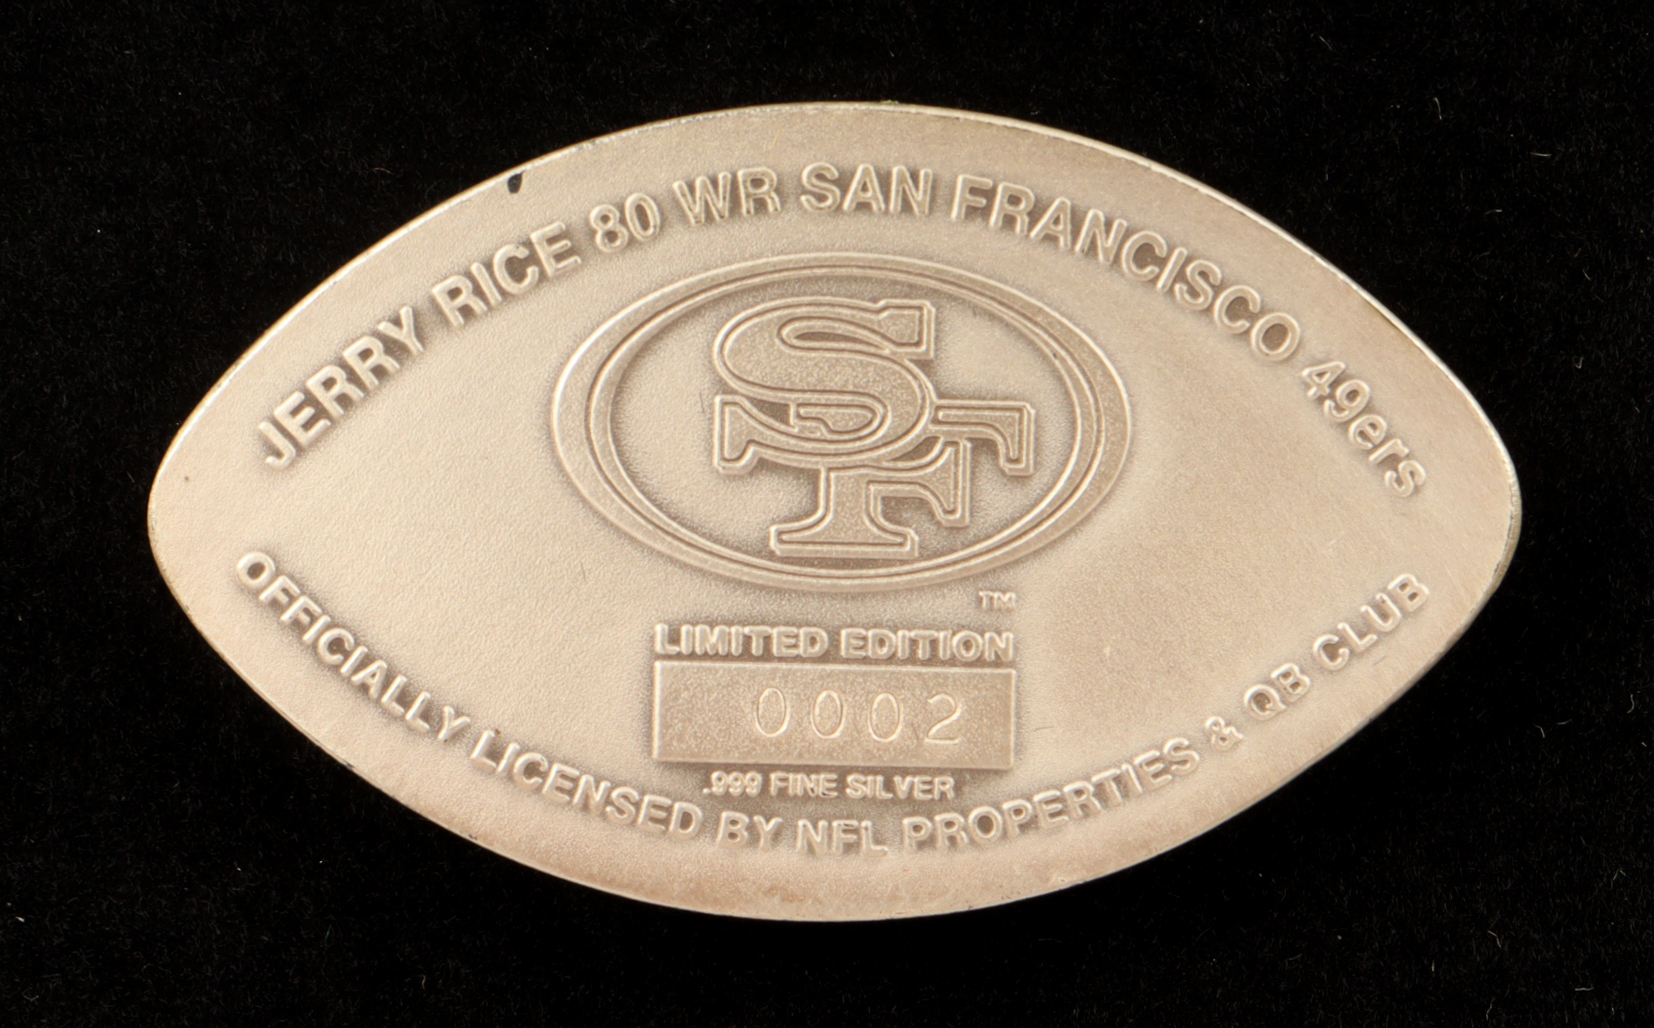 JERRY RICE 80 WR SAN FRANCISCO 49ers
SF
TM
LIMITED EDITION
0002
.999 FINE SILVER
OFFICIALLY LICENSED BY NFL PROPERTIES & QB CLUB